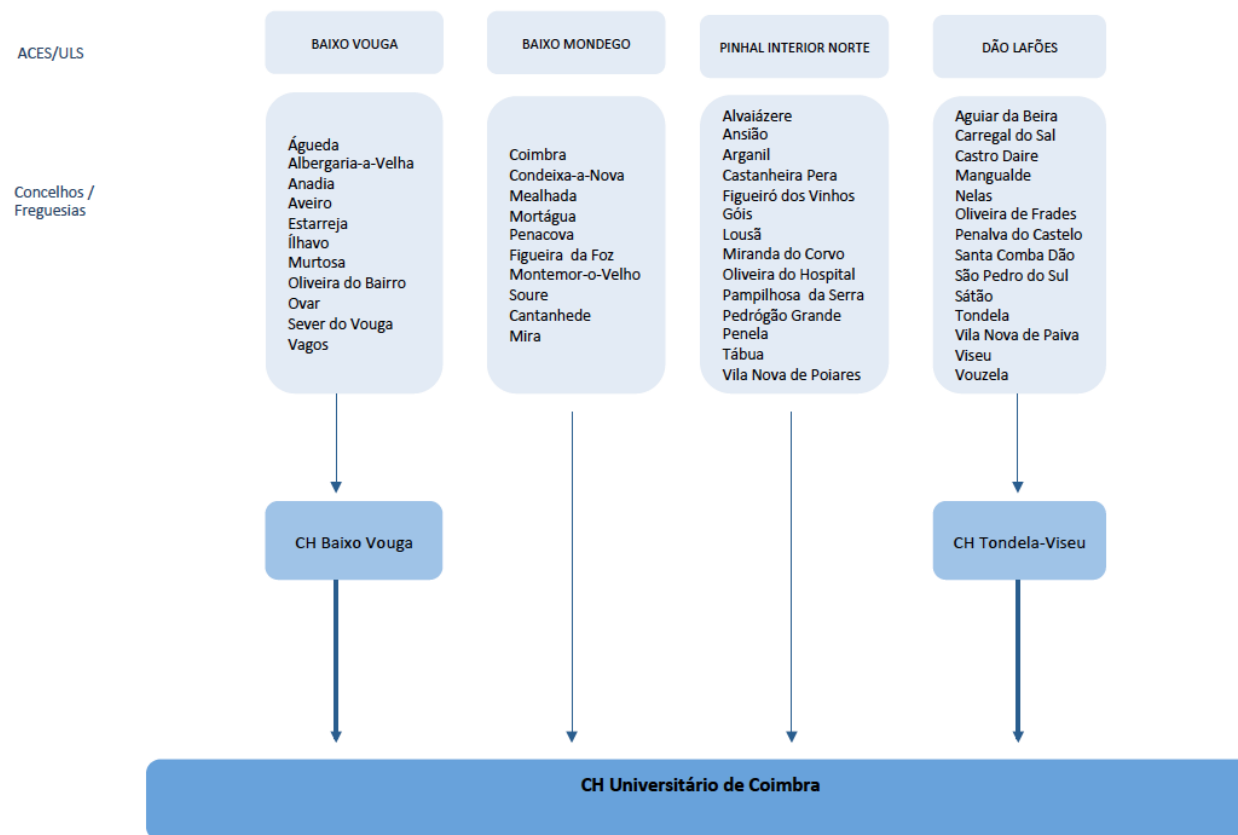 ACES/ULS
BAIXO VOUGA
BAIXO MONDEGO
PINHAL INTERIOR NORTE
DÃO LAFÕES
Concelhos /
Freguesias
Águeda
Albergaria-a-Velha
Anadia
Aveiro
Estarreja
Ílhavo
Murtosa
Oliveira do Bairro
Ovar
Sever do Vouga
Vagos
Coimbra
Condeixa-a-Nova
Mealhada
Mortágua
Penacova
Figueira da Foz
Montemor-o-Velho
Soure
Cantanhede
Mira
Alvaiázere
Ansião
Arganil
Castanheira Pera
Figueiró dos Vinhos
Góis
Lousã
Miranda do Corvo
Oliveira do Hospital
Pampilhosa da Serra
Pedrógão Grande
Penela
Tábua
Vila Nova de Poiares
Aguiar da Beira
Carregal do Sal
Castro Daire
Mangualde
Nelas
Oliveira de Frades
Penalva do Castelo
Santa Comba Dão
São Pedro do Sul
Sátão
Tondela
Vila Nova de Paiva
Viseu
Vouzela
CH Baixo Vouga
CH Tondela-Viseu
CH Universitário de Coimbra